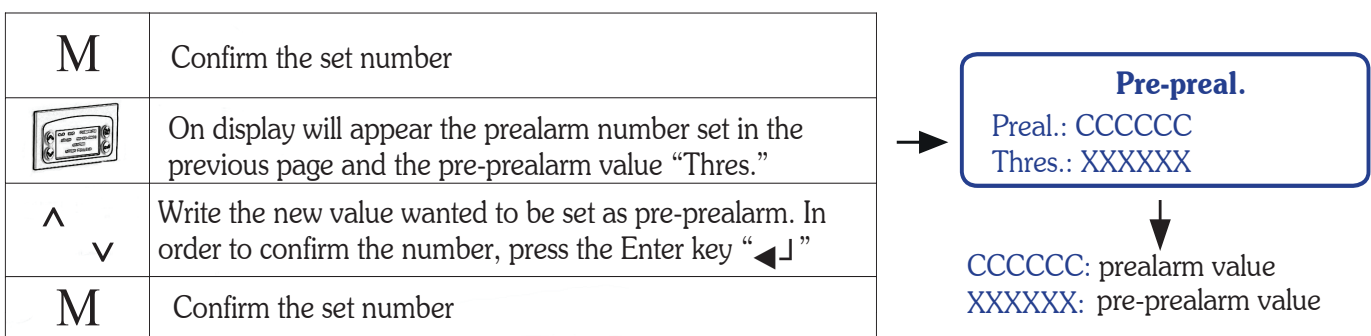 M
Confirm the set number
On display will appear the prealarm number set in the
previous page and the pre-prealarm value “Thres.”
Write the new value wanted to be set as pre-prealarm. In
order to confirm the number, press the Enter key “◄┘”
M
Confirm the set number
Pre-preal.
Preal.: CCCCCC
Thres.: XXXXXX
CCCCCC: prealarm value
XXXXXX: pre-prealarm value